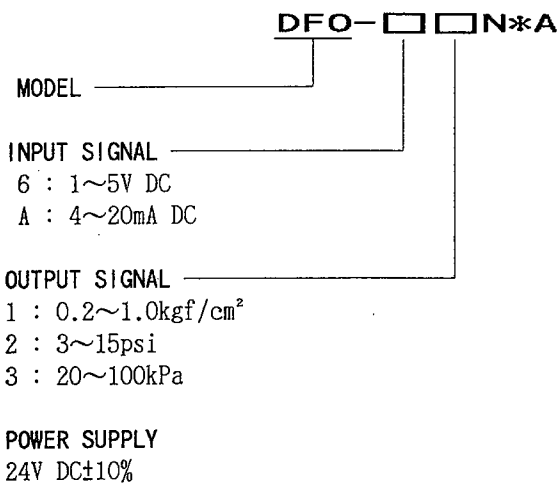 DFO-□□N*A
MODEL
INPUT SIGNAL
6 : 1~5V DC
A : 4~20mA DC
OUTPUT SIGNAL
1 : 0.2~1.0kgf/cm²
2 : 3~15psi
3 : 20~100kPa
POWER SUPPLY
24V DC±10%